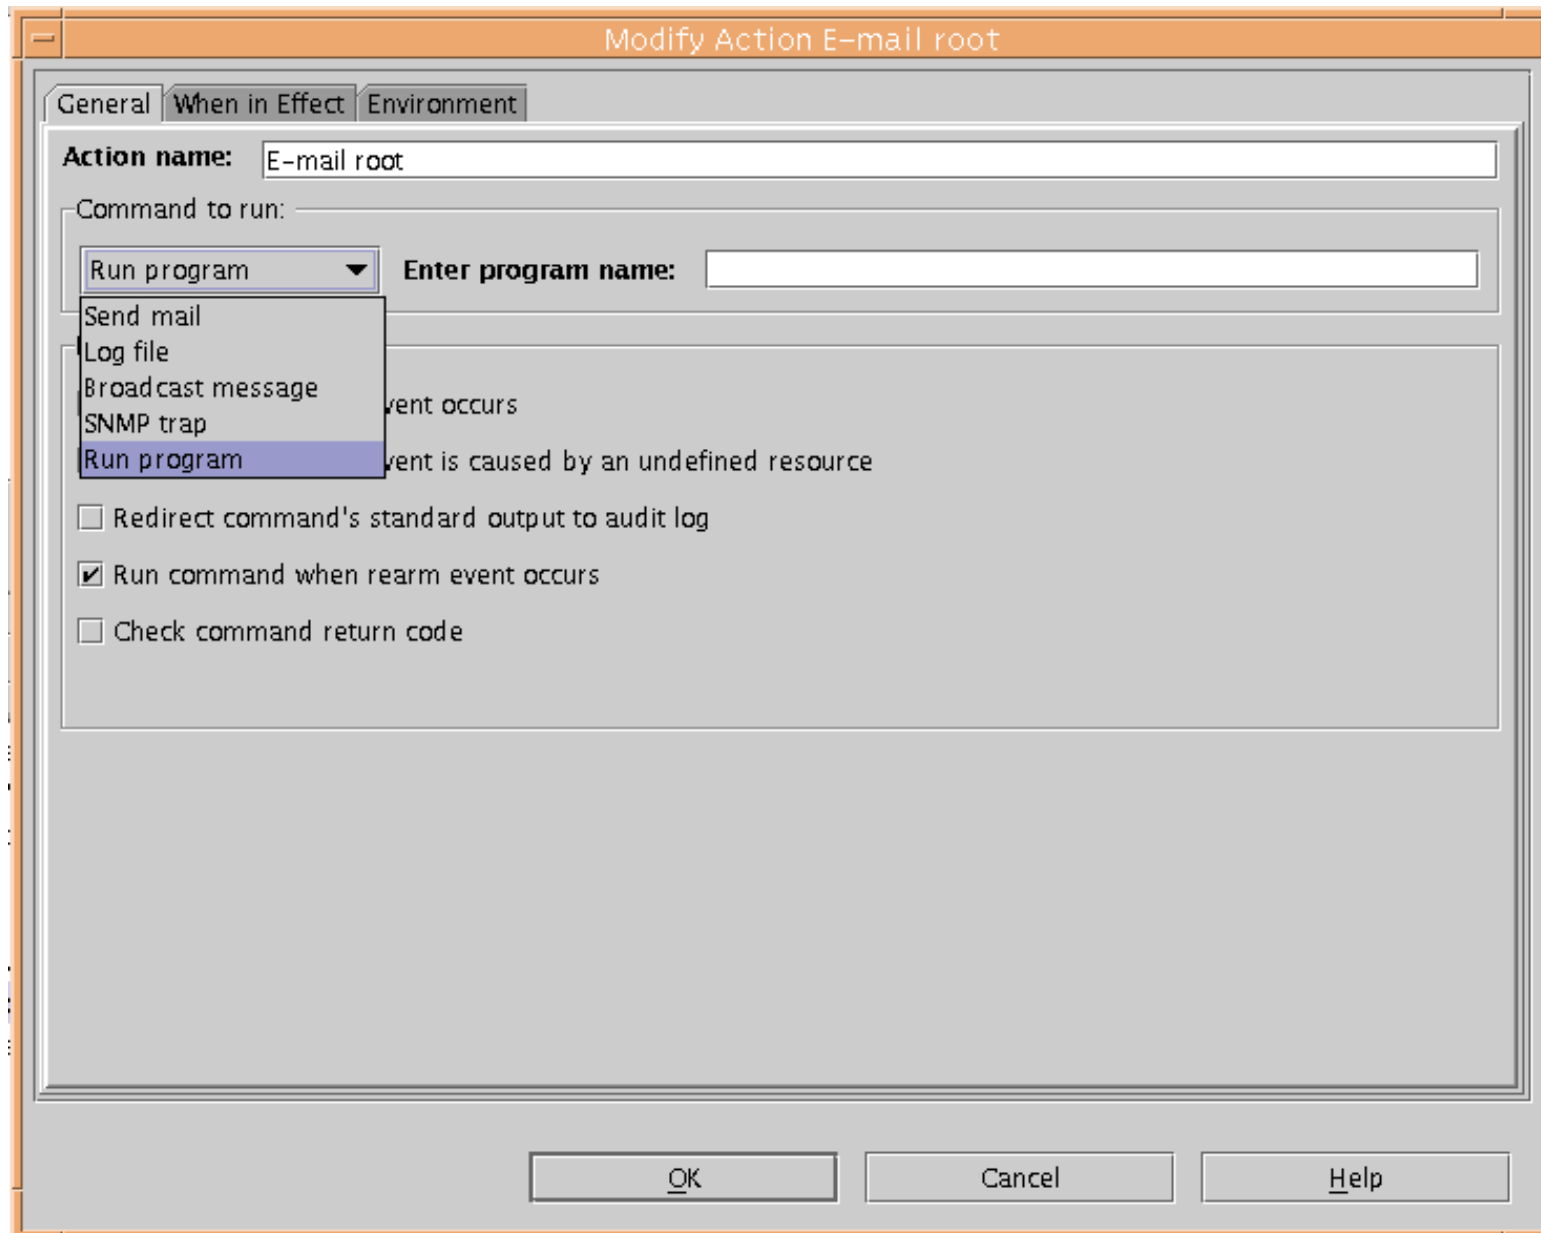 Modify Action E-mail root
General When in Effect Environment
Action name: E-mail root
Command to run:
Run program Enter program name:
Send mail
Log file
Broadcast message
SNMP trap
Run program
vent occurs
vent is caused by an undefined resource
Redirect command's standard output to audit log
Run command when rearm event occurs
Check command return code
OK Cancel Help